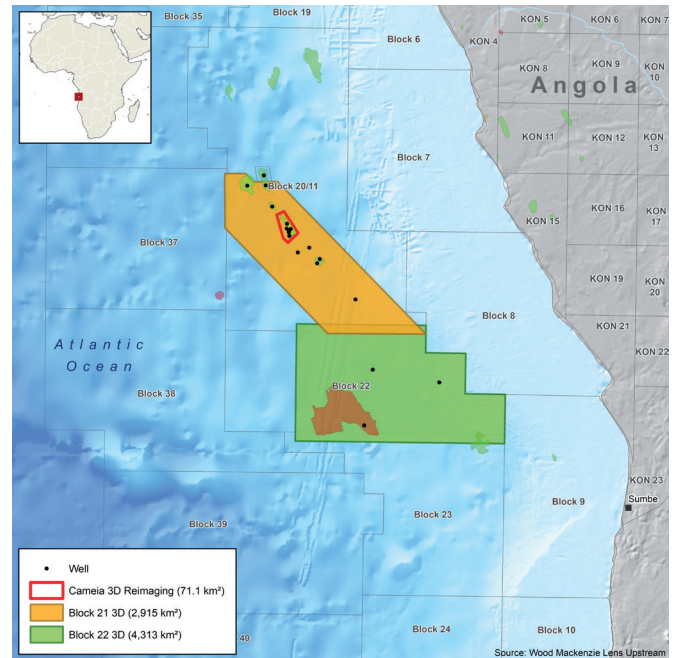 Block 35
Block 19
Block 6
KON 4
KON 5
KON 6
KON 7
KON 8
KON 9
KON
10
Angola
KON 11
KON 12
KON
13
Block 7
Block 20/11
KON 15
KON 16
KON
17
Block 37
KON 19
KON
20
Block 8
KON 21
KON 22
Atlantic
Ocean
Block 22
Block 38
KON 23
Sumbe
Block 39
Block 23
Block 9
Well
Cameia 3D Reimaging (71.1 km²)
Block 21 3D (2,915 km²)
Block 22 3D (4,313 km²)
40
Block 24
Block 10
Source: Wood Mackenzie Lens Upstream